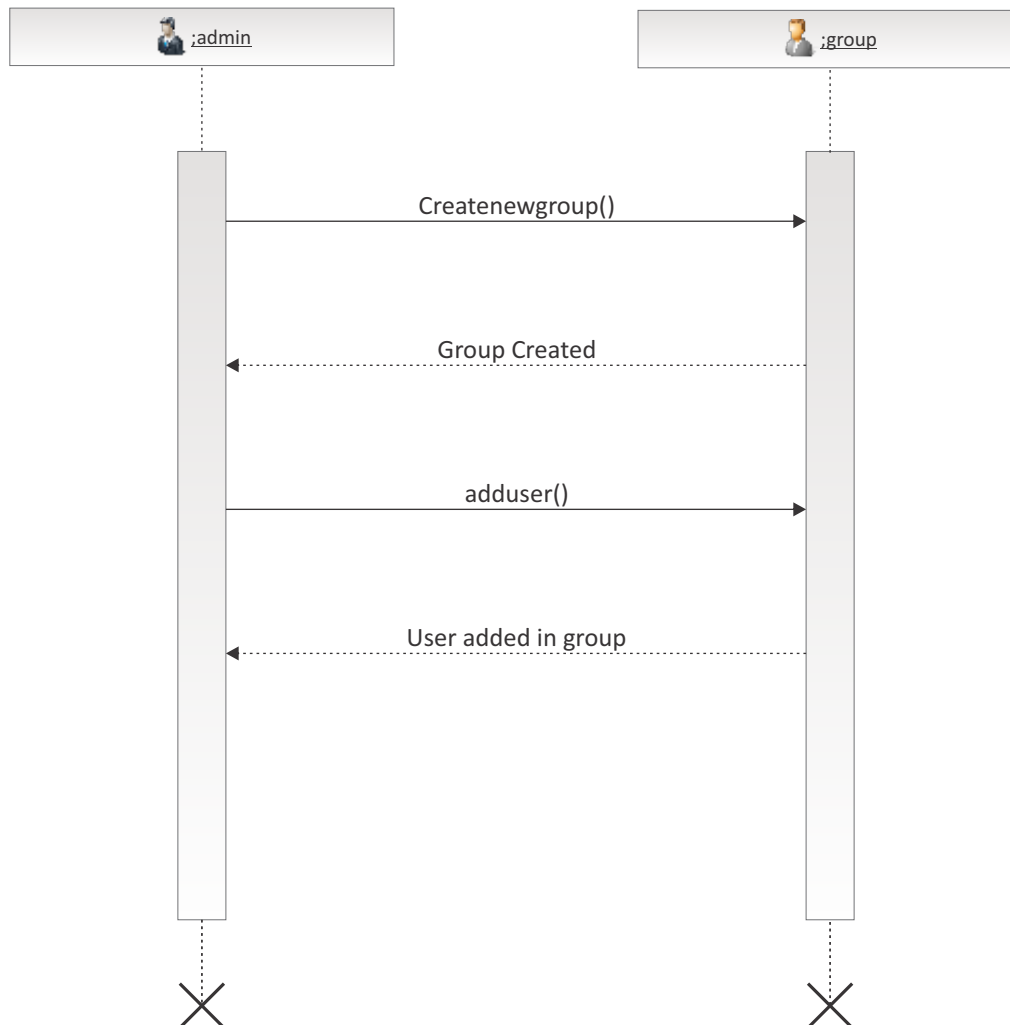 ;admin
;group
Createnewgroup()
Group Created
adduser()
User added in group